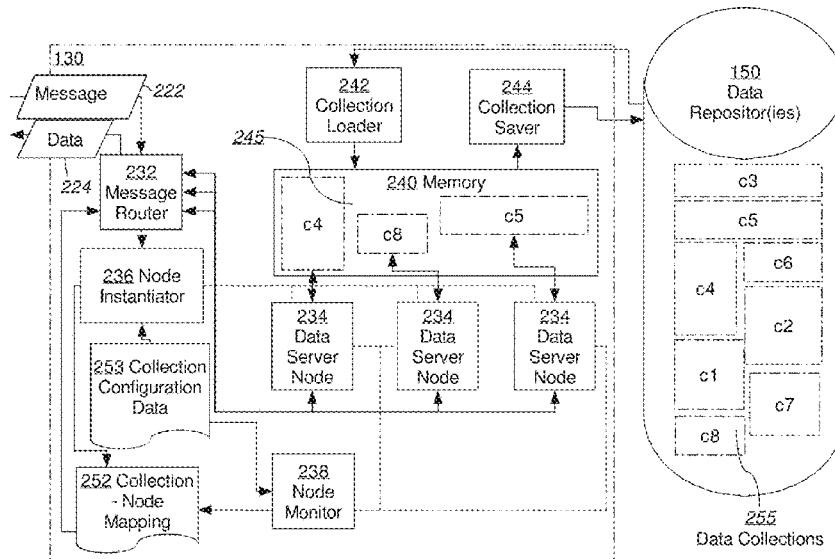 130
Message
222
Data
224
232 Message
Router
236 Node
Instantiator
253 Collection
Configuration
Data
252 Collection
- Node
Mapping
242
Collection
Loader
244
Collection
Saver
245
240 Memory
c4
c8
c5
234
Data
Server
Node
234
Data
Server
Node
234
Data
Server
Node
238
Node
Monitor
150
Data
Repositor(ies)
c3
c5
c4
c6
c2
c1
c7
c8
255
Data Collections